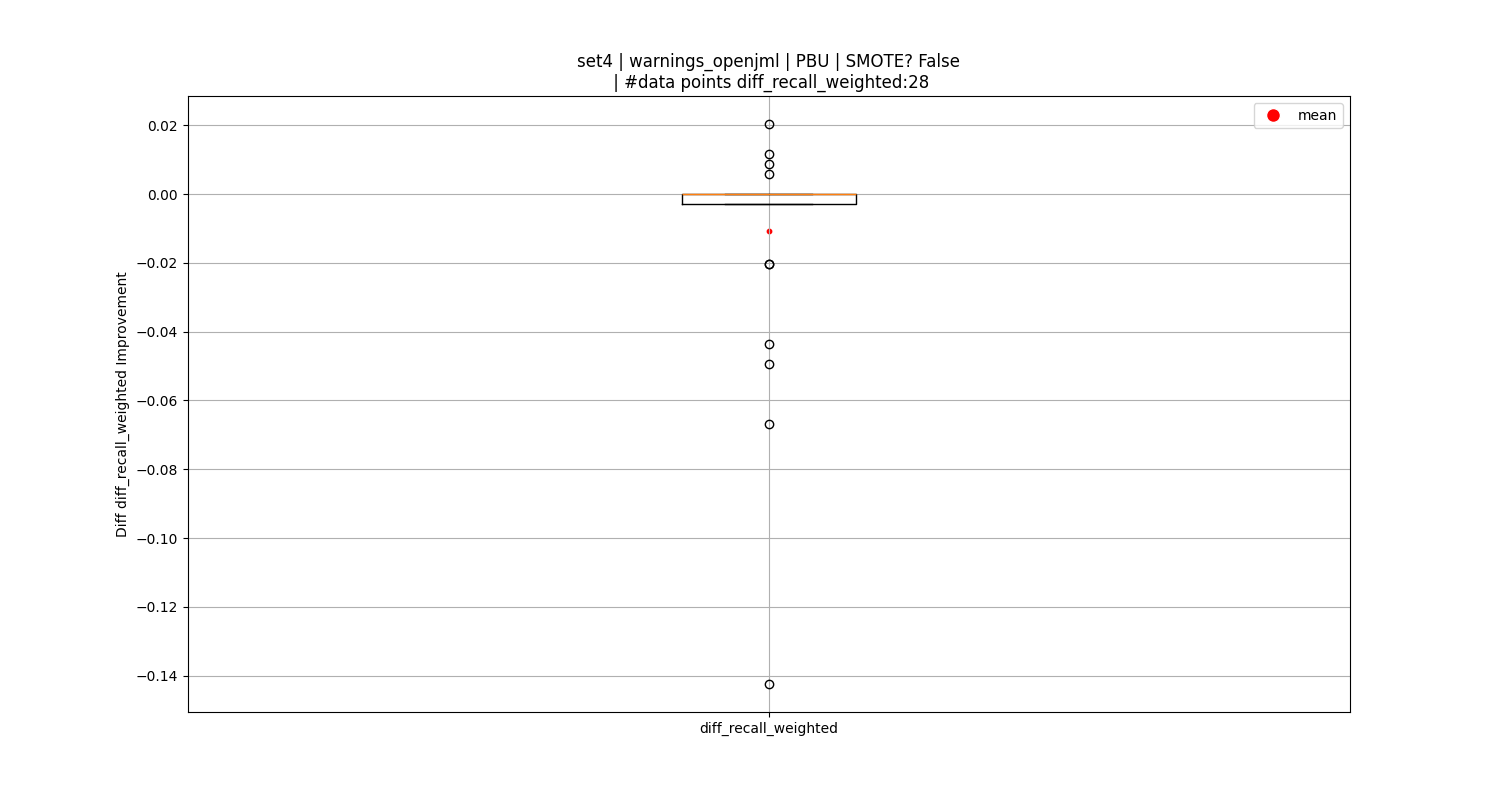 set4 | warnings_openjml | PBU | SMOTE? False
| #data points diff_recall_weighted:28
mean
0.02
0.00
−0.02
−0.04
−0.06
−0.08
−0.10
−0.12
−0.14
Diff diff_recall_weighted Improvement
diff_recall_weighted